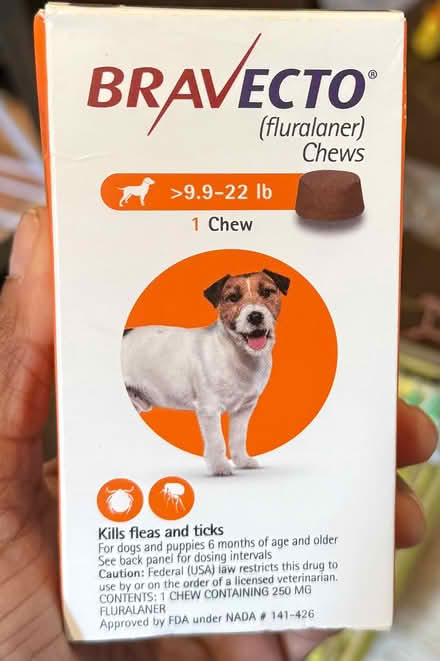 BRAVECTO®
(fluralaner)
Chews
>9.9–22 lb
1 Chew
Kills fleas and ticks
For dogs and puppies 6 months of age and older
See back panel for dosing intervals
Caution: Federal (USA) law restricts this drug to
use by or on the order of a licensed veterinarian.
CONTENTS: 1 CHEW CONTAINING 250 MG
FLURALANER
Approved by FDA under NADA # 141-426